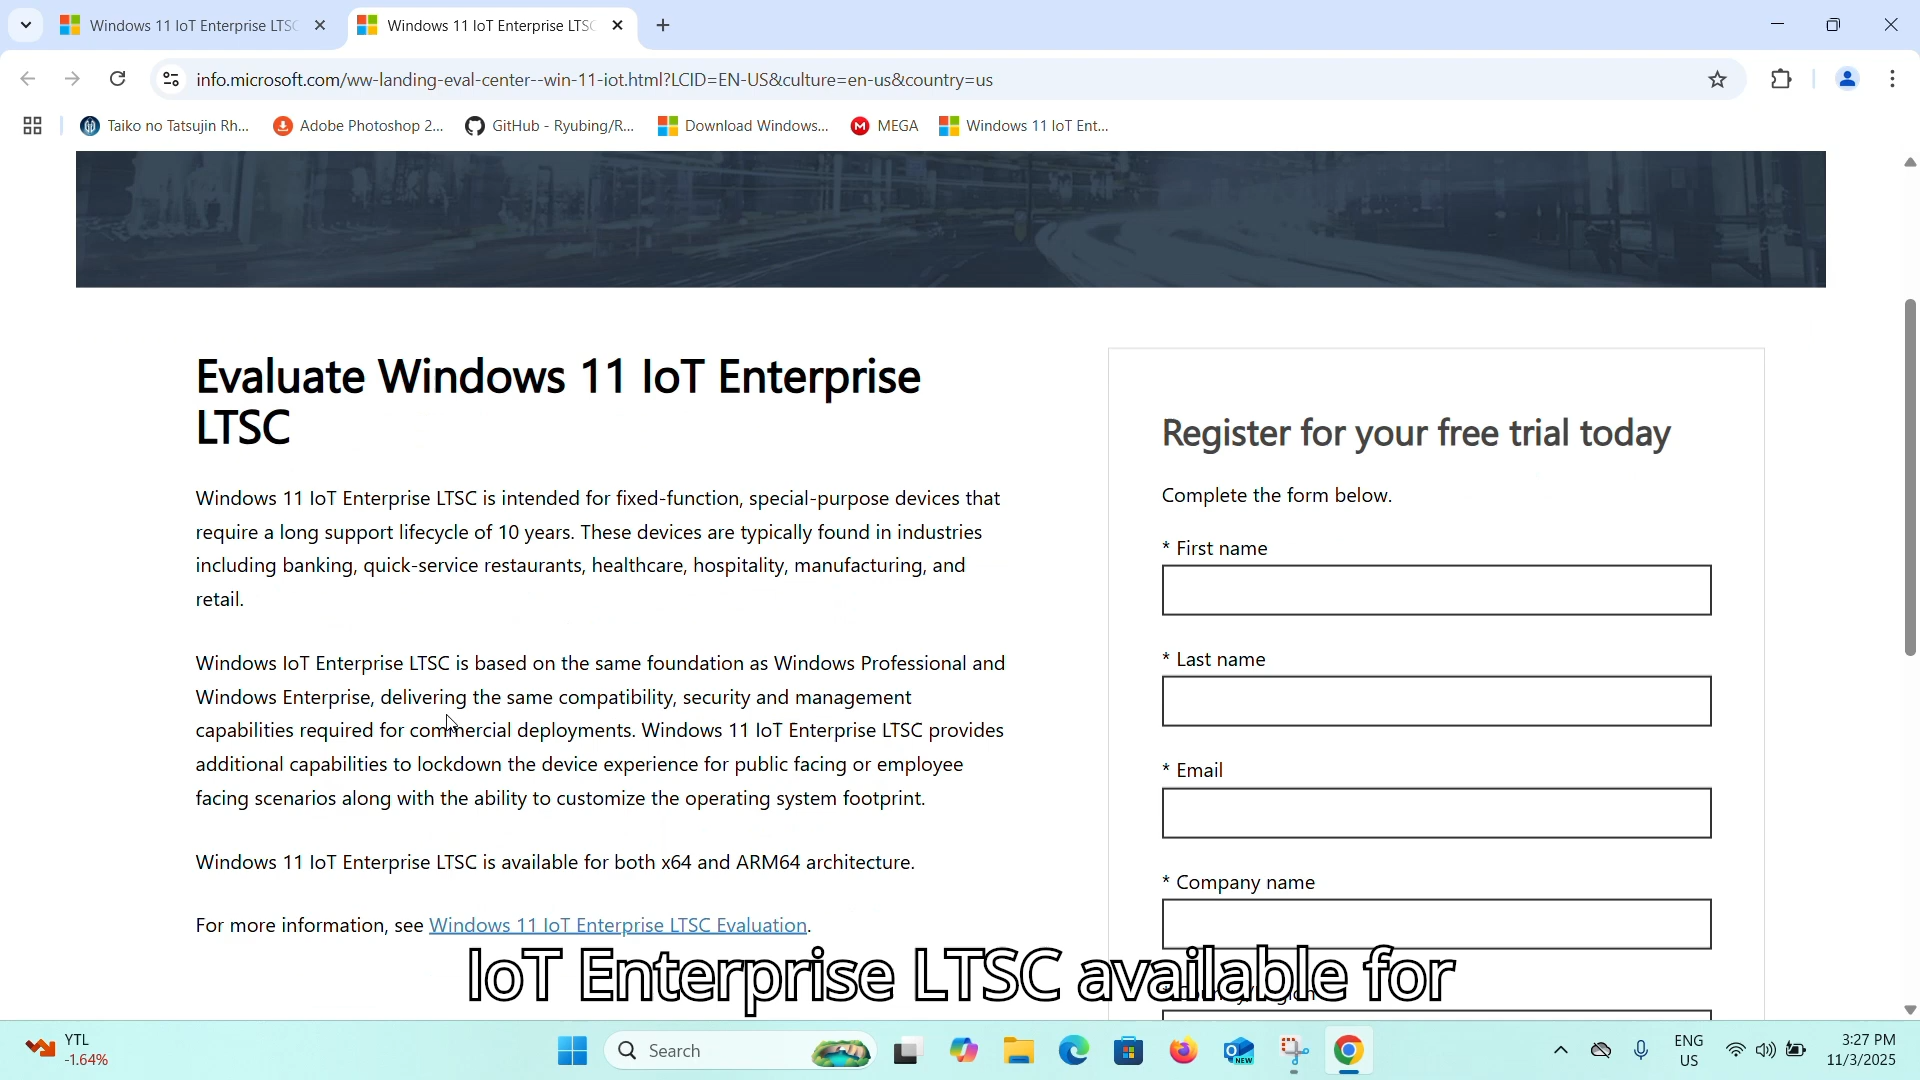 Windows 11 IoT Enterprise LTSC
Windows 11 IoT Enterprise LTSC
info.microsoft.com/ww-landing-eval-center--win-11-iot.html?LCID=EN-US&culture=en-us&country=us
Taiko no Tatsujin Rh...
Adobe Photoshop 2...
GitHub - Ryubing/R...
Download Windows...
MEGA
Windows 11 IoT Ent...
Evaluate Windows 11 IoT Enterprise
LTSC
Windows 11 IoT Enterprise LTSC is intended for fixed-function, special-purpose devices that
require a long support lifecycle of 10 years. These devices are typically found in industries
including banking, quick-service restaurants, healthcare, hospitality, manufacturing, and
retail.
Windows IoT Enterprise LTSC is based on the same foundation as Windows Professional and
Windows Enterprise, delivering the same compatibility, security and management
capabilities required for commercial deployments. Windows 11 IoT Enterprise LTSC provides
additional capabilities to lockdown the device experience for public facing or employee
facing scenarios along with the ability to customize the operating system footprint.
Windows 11 IoT Enterprise LTSC is available for both x64 and ARM64 architecture.
For more information, see Windows 11 IoT Enterprise LTSC Evaluation.
Register for your free trial today
Complete the form below.
* First name
* Last name
* Email
* Company name
* Country/Region
IoT Enterprise LTSC available for
YTL
-1.64%
Search
NEW
ENG
US
3:27 PM
11/3/2025